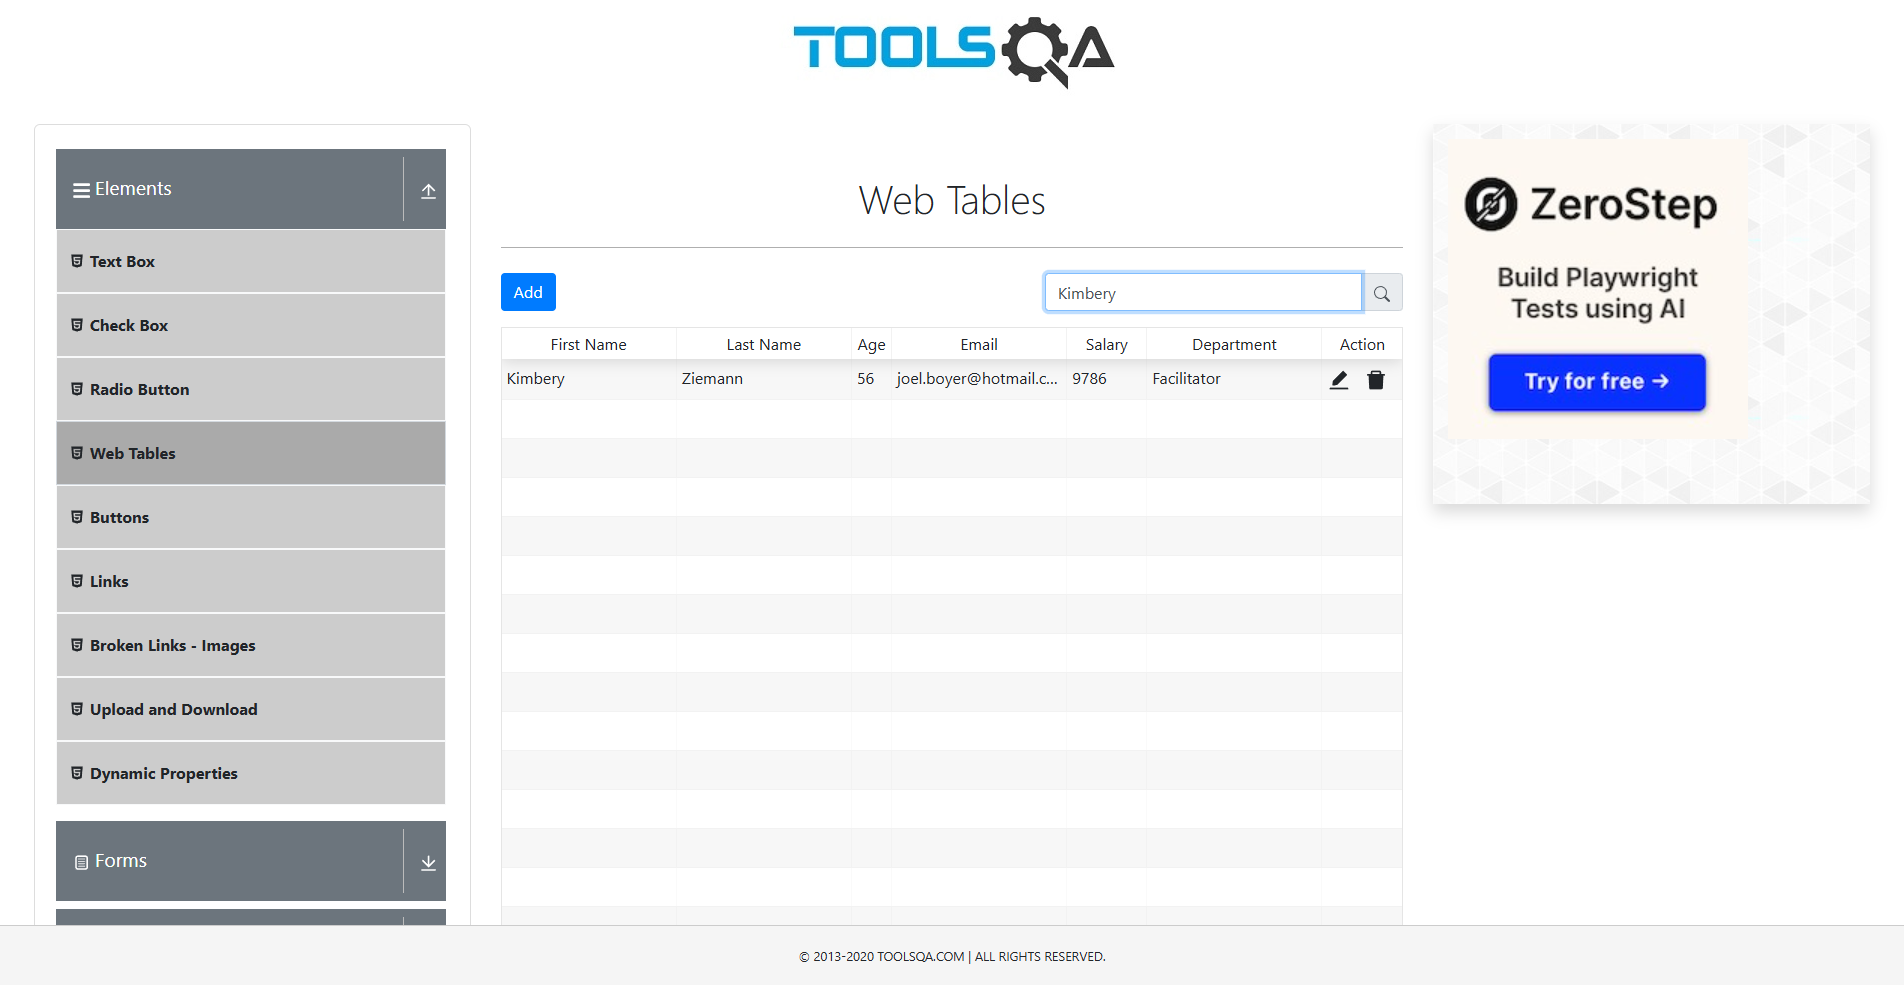 TOOLSQA
Elements
Text Box
Check Box
Radio Button
Web Tables
Buttons
Links
Broken Links - Images
Upload and Download
Dynamic Properties
Forms
Web Tables
Add
Kimbery
First Name Last Name Age Email Salary Department Action
Kimbery Ziemann 56 joel.boyer@hotmail.c... 9786 Facilitator
ZeroStep
Build Playwright
Tests using AI
Try for free →
© 2013-2020 TOOLSQA.COM | ALL RIGHTS RESERVED.